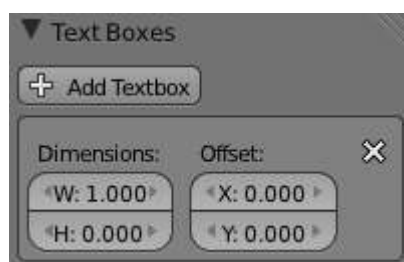 Text Boxes
Add Textbox
Dimensions: Offset:
W: 1.000 X: 0.000
H: 0.000 Y: 0.000